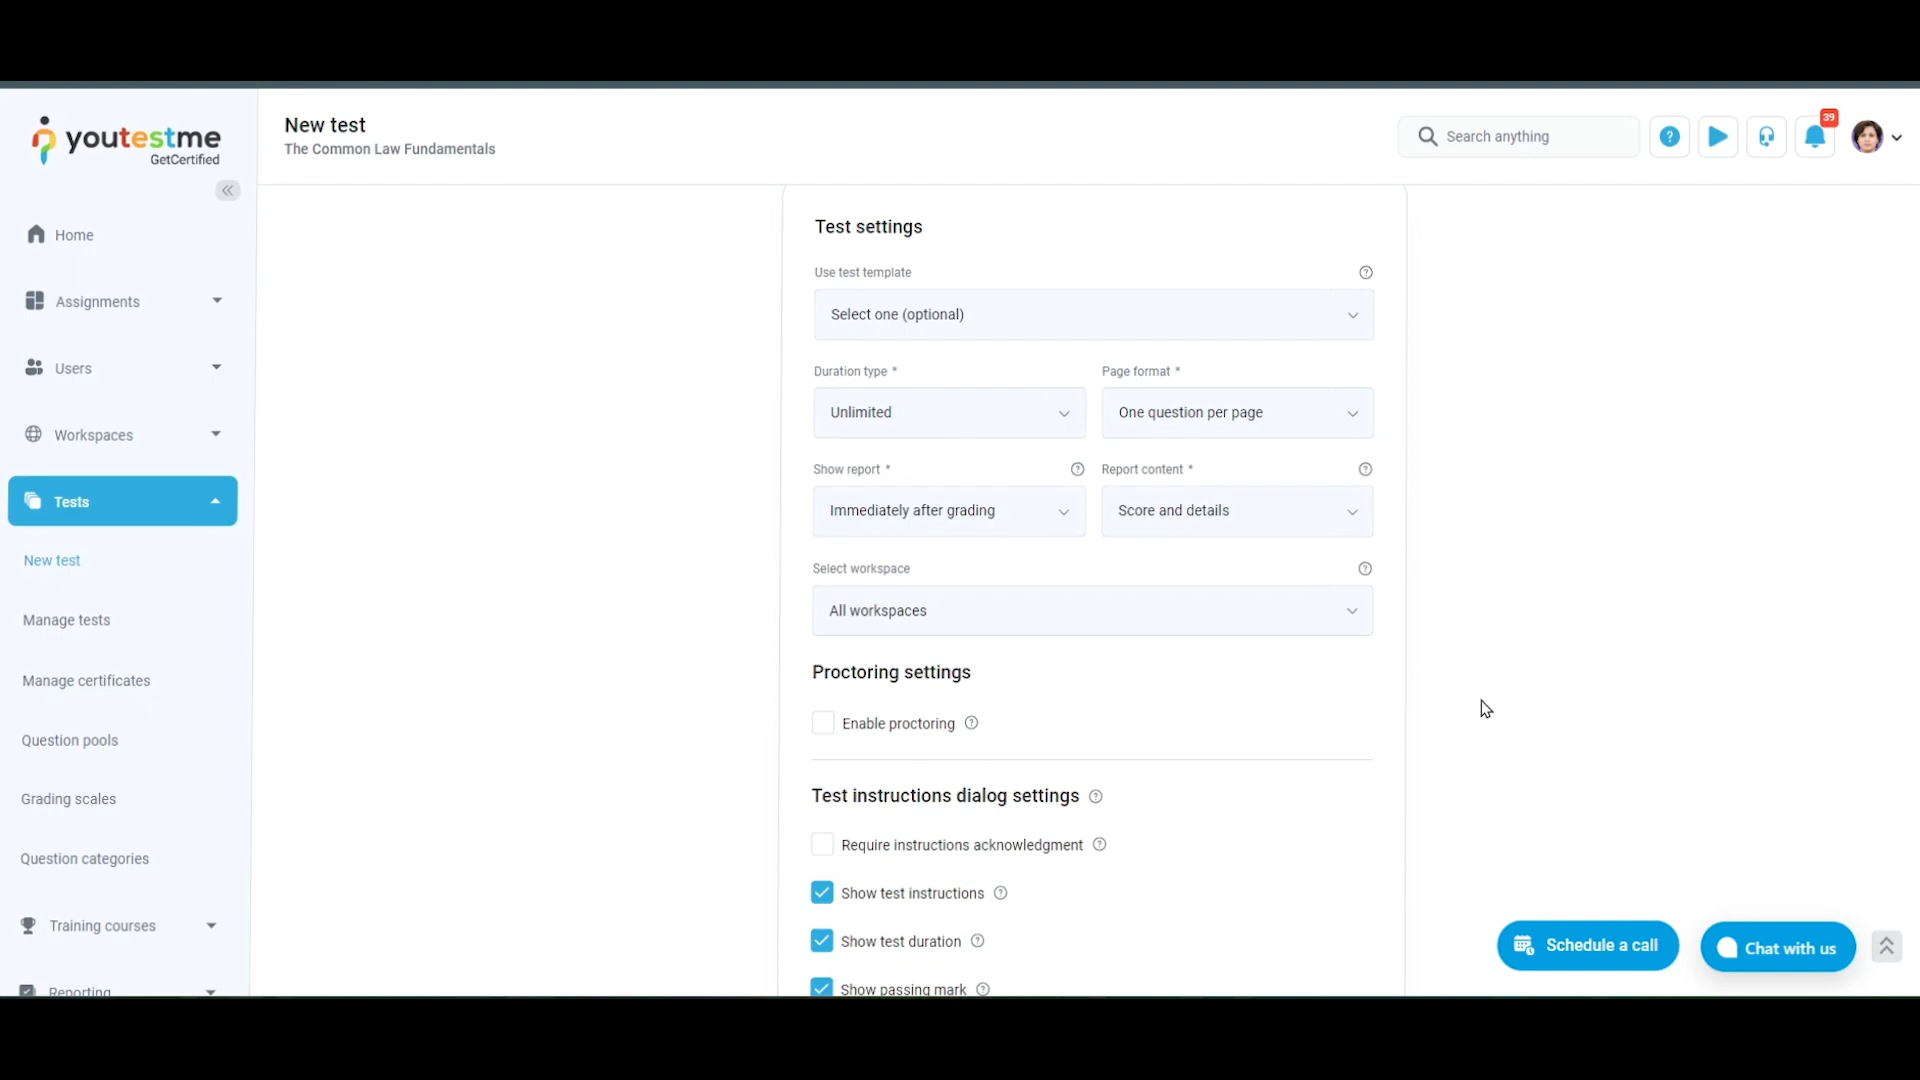 youtestme
GetCertified
New test
The Common Law Fundamentals
Search anything
39
Home
Assignments
Users
Workspaces
Tests
New test
Manage tests
Manage certificates
Question pools
Grading scales
Question categories
Training courses
Reporting
Test settings
Use test template
Select one (optional)
Duration type *
Page format *
Unlimited
One question per page
Show report *
Report content *
Immediately after grading
Score and details
Select workspace
All workspaces
Proctoring settings
Enable proctoring
Test instructions dialog settings
Require instructions acknowledgment
Show test instructions
Show test duration
Show passing mark
Schedule a call
Chat with us